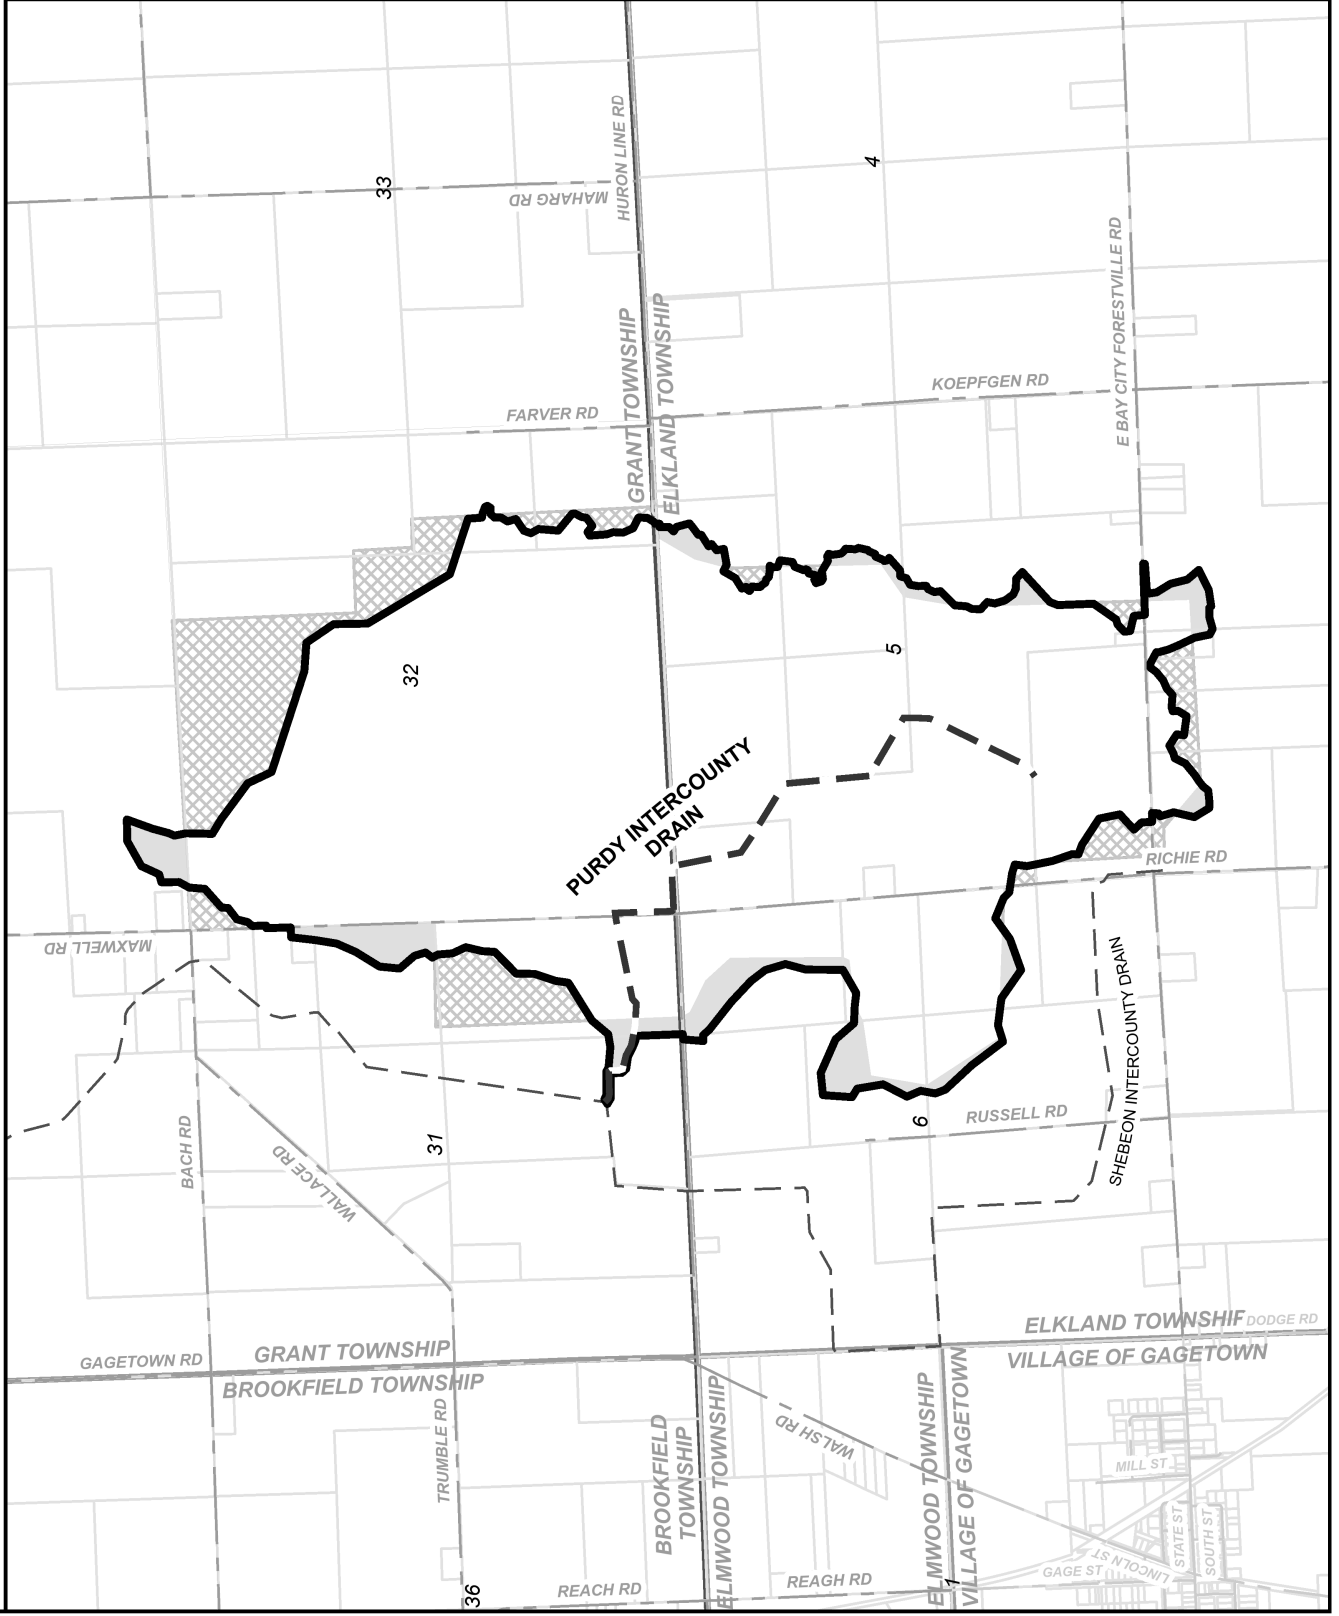 HURON LINE RD
33
4
MAHARG RD
E BAY CITY FORESTVILLE RD
GRANT TOWNSHIP
ELKLAND TOWNSHIP
KOEPFGEN RD
FARVER RD
32
5
PURDY INTERCOUNTY
DRAIN
RICHIE RD
MAXWELL RD
SHEBEON INTERCOUNTY DRAIN
RUSSELL RD
6
31
BACH RD
WALLACE RD
ELKLAND TOWNSHIP
DODGE RD
GRANT TOWNSHIP
GAGETOWN RD
VILLAGE OF GAGETOWN
BROOKFIELD TOWNSHIP
TRUMBLE RD
BROOKFIELD
TOWNSHIP
ELMWOOD TOWNSHIP
WALSH RD
ELMWOOD TOWNSHIP
VILLAGE OF GAGETOWN
MILL ST
STATE ST
SOUTH ST
LINCOLN ST
GAGE ST
REAGH RD
REACH RD
36
1